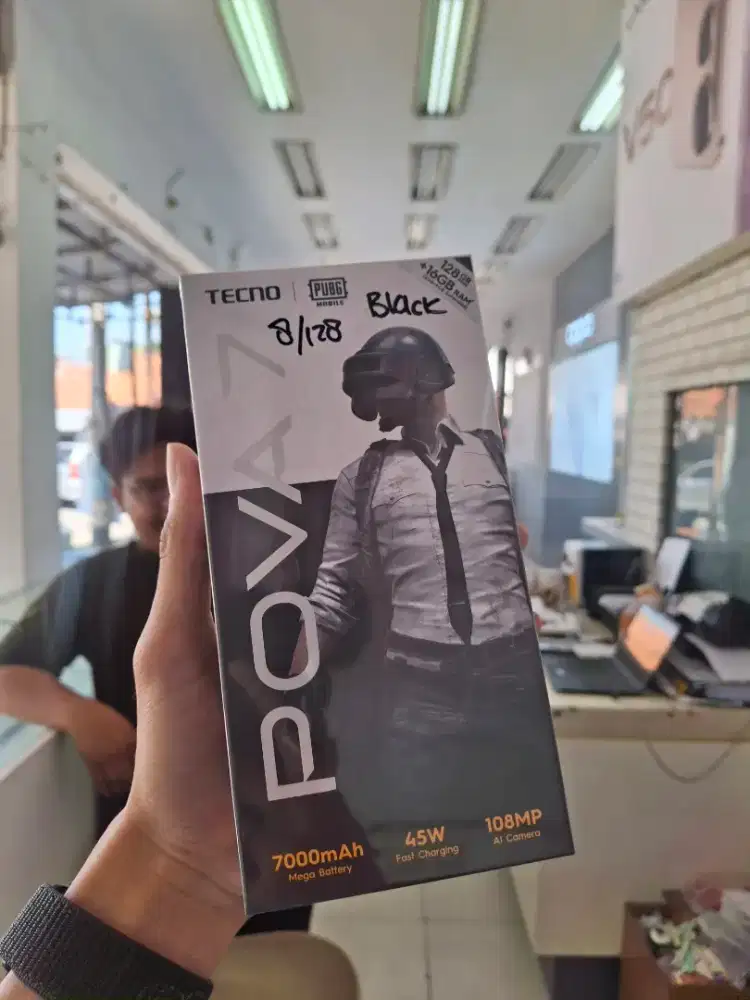 TECNO | PUBG MOBILE
128GB
+16GB RAM
8/128 Black
POVA 7
7000mAh
Mega Battery
45W
Fast Charging
108MP
AI Camera